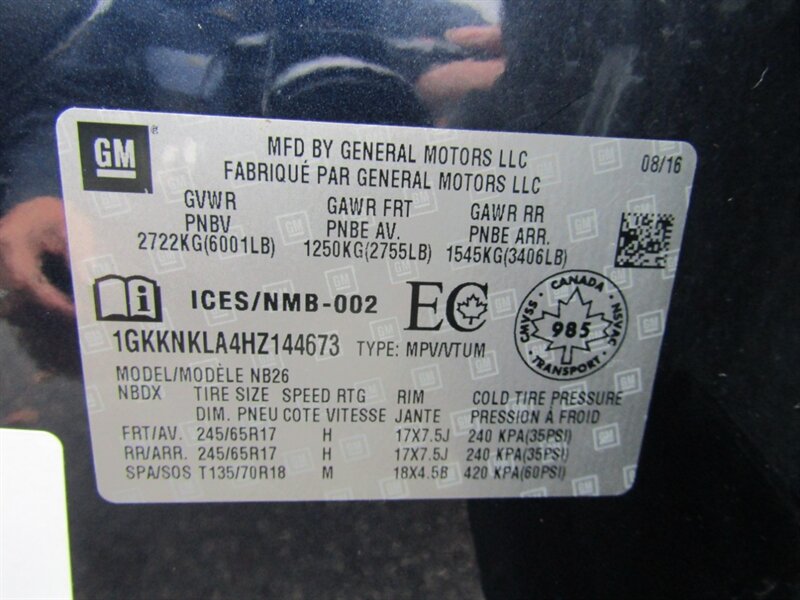 GM
MFD BY GENERAL MOTORS LLC
FABRIQUÉ PAR GENERAL MOTORS LLC
08/16
GVWR GAWR FRT GAWR RR
PNBV PNBE AV. PNBE ARR.
2722KG(6001LB) 1250KG(2755LB) 1545KG(3406LB)
i ICES/NMB-002 EC
CANADA
CMVSS 985 NSVAC
TRANSPORT
1GKKNKLA4HZ144673 TYPE: MPV/VTUM
MODEL/MODÈLE NB26
NBDX TIRE SIZE SPEED RTG RIM COLD TIRE PRESSURE
DIM. PNEU COTE VITESSE JANTE PRESSION À FROID
FRT/AV. 245/65R17 H 17X7.5J 240 KPA(35PSI)
RR/ARR. 245/65R17 H 17X7.5J 240 KPA(35PSI)
SPA/SOS T135/70R18 M 18X4.5B 420 KPA(60PSI)